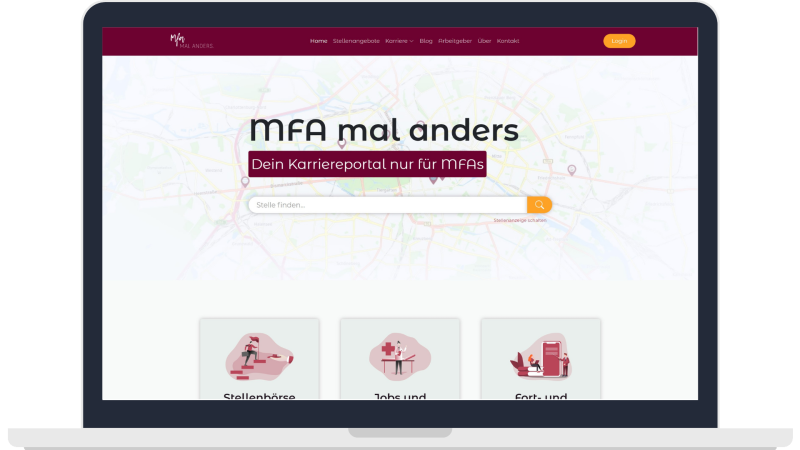 Mfa
MAL ANDERS.
Home Stellenangebote Karriere Blog Arbeitgeber Über Kontakt
Login
MFA mal anders
Dein Karriereportal nur für MFAs
Stelle finden...
Stellenanzeige schalten
Stellenbörse
Jobs und
Fort- und